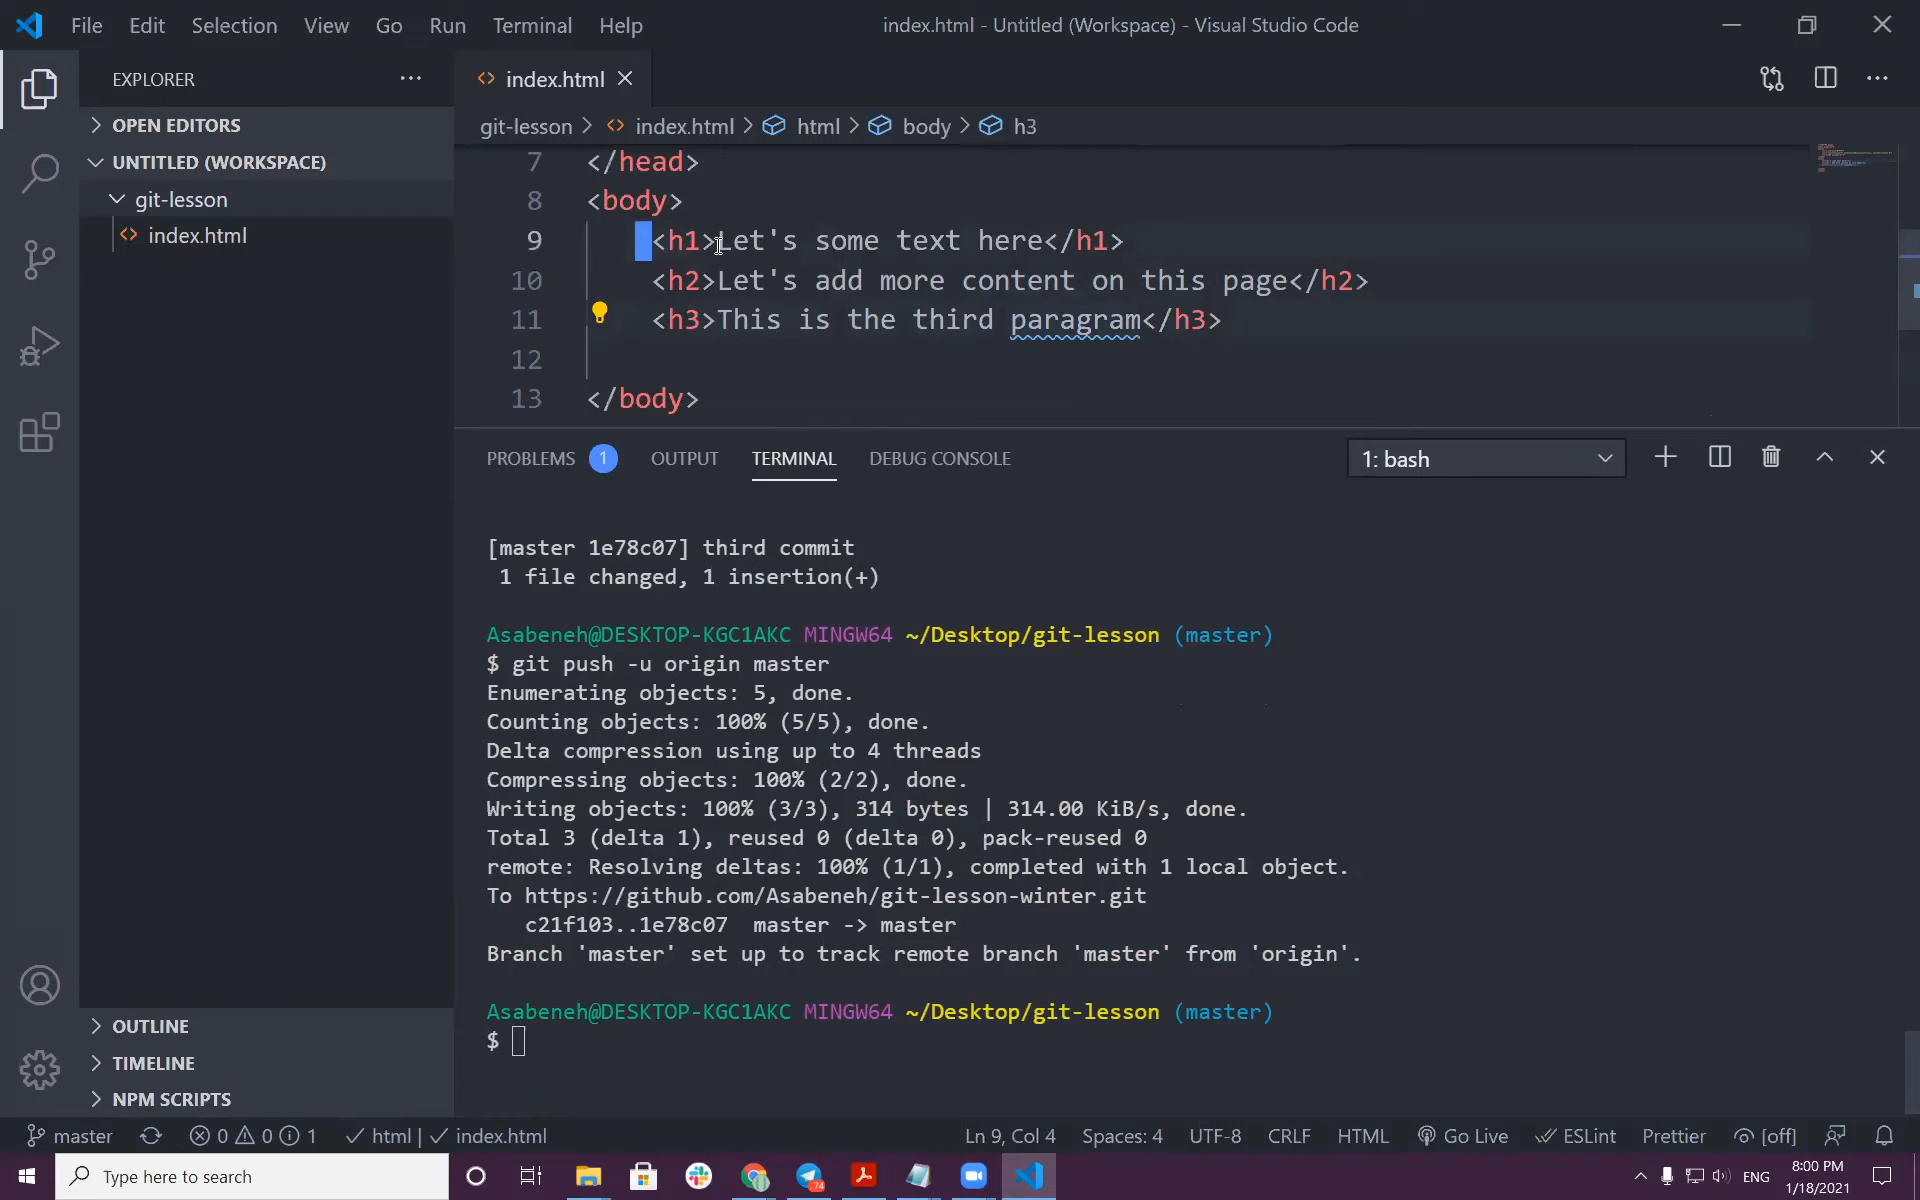 File Edit Selection View Go Run Terminal Help index.html - Untitled (Workspace) - Visual Studio Code
EXPLORER
index.html
OPEN EDITORS
git-lesson > index.html > html > body > h3
UNTITLED (WORKSPACE)
git-lesson
index.html
7 </head>
8 <body>
9 <h1>Let's some text here</h1>
10 <h2>Let's add more content on this page</h2>
11 <h3>This is the third paragram</h3>
12
13 </body>
PROBLEMS 1 OUTPUT TERMINAL DEBUG CONSOLE 1: bash
[master 1e78c07] third commit
1 file changed, 1 insertion(+)
Asabeneh@DESKTOP-KGC1AKC MINGW64 ~/Desktop/git-lesson (master)
$ git push -u origin master
Enumerating objects: 5, done.
Counting objects: 100% (5/5), done.
Delta compression using up to 4 threads
Compressing objects: 100% (2/2), done.
Writing objects: 100% (3/3), 314 bytes | 314.00 KiB/s, done.
Total 3 (delta 1), reused 0 (delta 0), pack-reused 0
remote: Resolving deltas: 100% (1/1), completed with 1 local object.
To https://github.com/Asabeneh/git-lesson-winter.git
c21f103..1e78c07 master -> master
Branch 'master' set up to track remote branch 'master' from 'origin'.
Asabeneh@DESKTOP-KGC1AKC MINGW64 ~/Desktop/git-lesson (master)
$
OUTLINE
TIMELINE
NPM SCRIPTS
master 0 0 1 html | index.html Ln 9, Col 4 Spaces: 4 UTF-8 CRLF HTML Go Live ESLint Prettier [off]
Type here to search 74 ENG 8:00 PM
1/18/2021